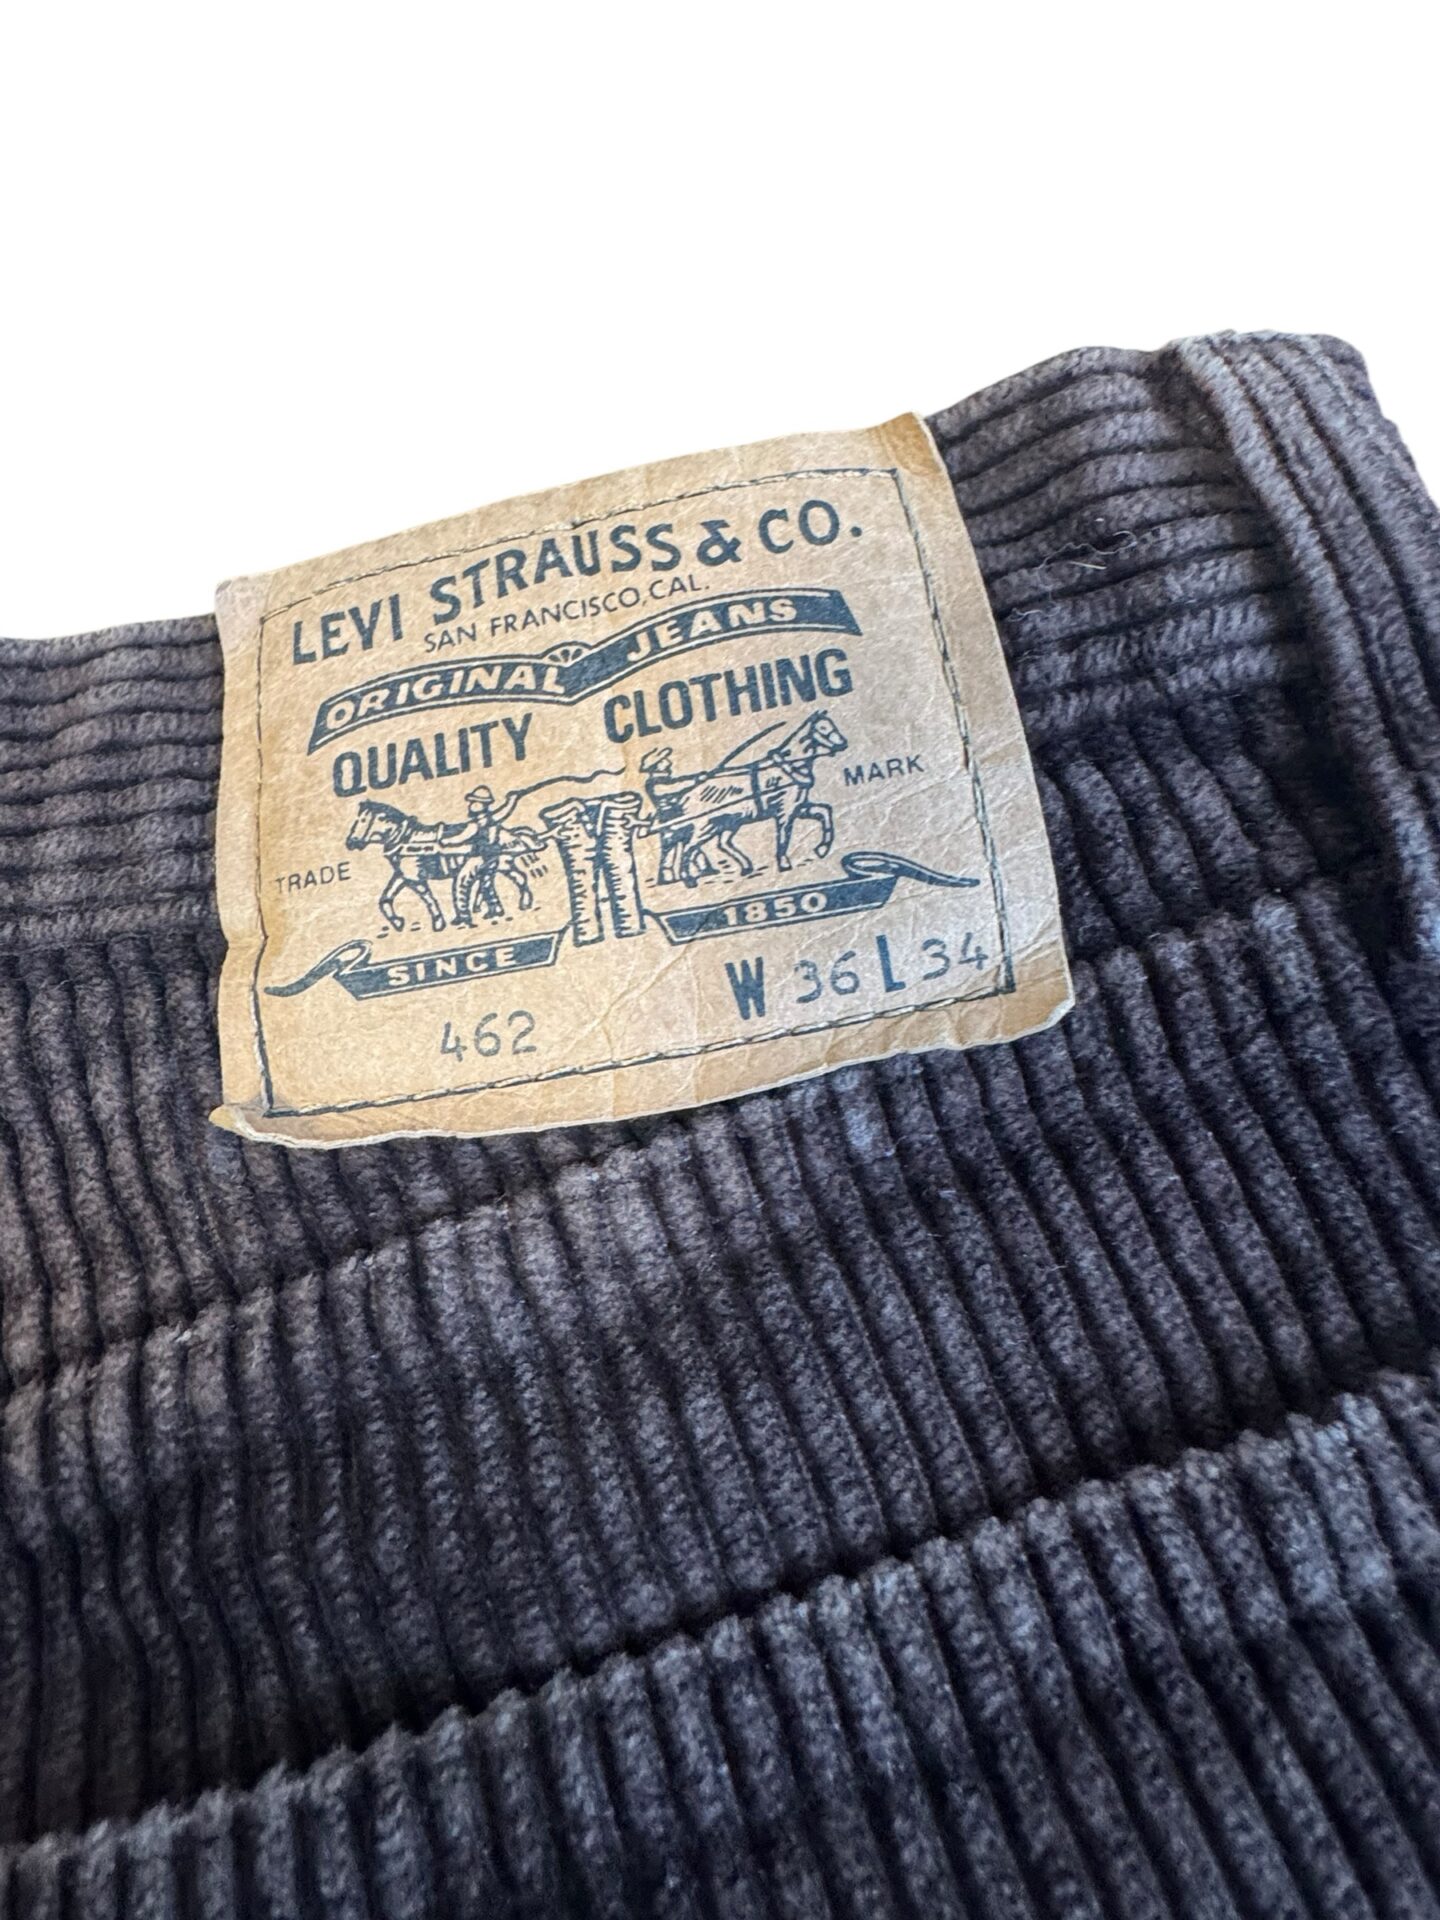 LEVI STRAUSS & CO.
SAN FRANCISCO, CAL.
ORIGINAL JEANS
QUALITY CLOTHING
TRADE MARK
SINCE 1850
462 W 36 L 34